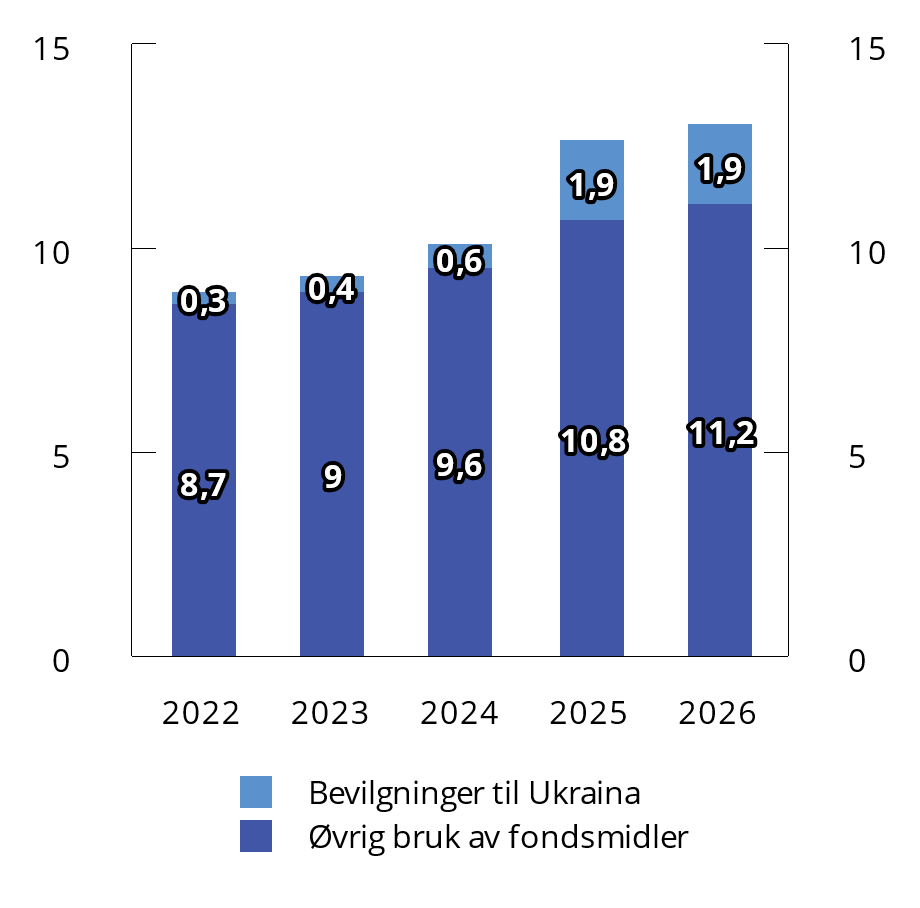 15 15
1,9 1,9
10 0,3 0,4 0,6 10
5 8,7 9 9,6 10,8 11,2 5
0 0
2022 2023 2024 2025 2026
Bevilgninger til Ukraina
Øvrig bruk av fondsmidler